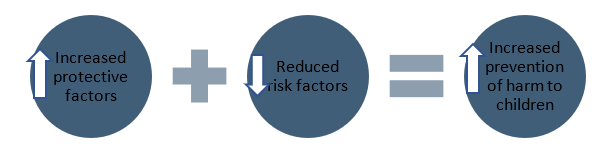 Increased
protective
factors
Reduced
risk factors
Increased
prevention
of harm to
children